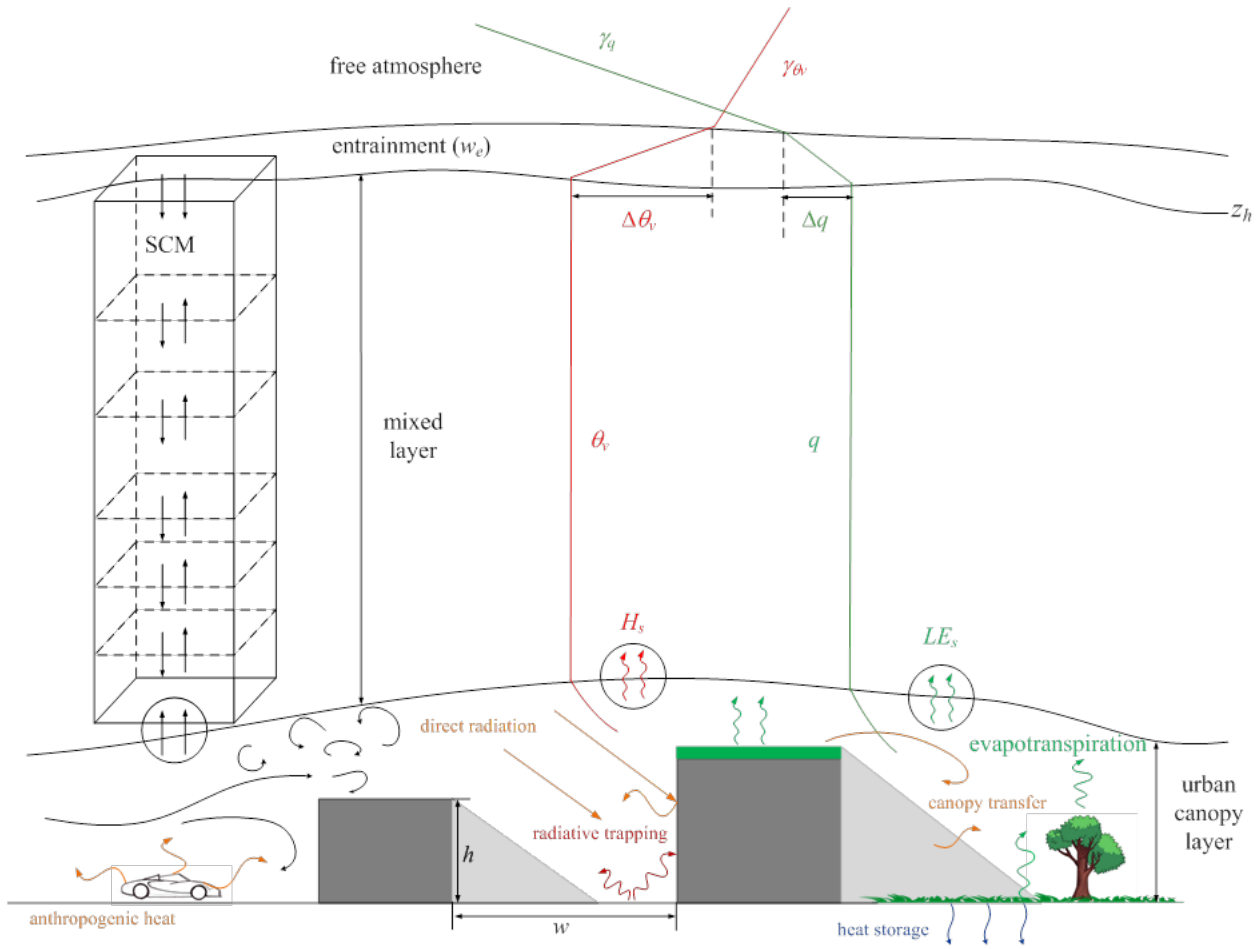 γq
γθv
free atmosphere
entrainment (we)
zh
Δθv
Δq
SCM
mixed
layer
θv
q
Hs
LEs
direct radiation
evapotranspiration
urban
canopy
layer
canopy transfer
radiative trapping
h
anthropogenic heat
w
heat storage